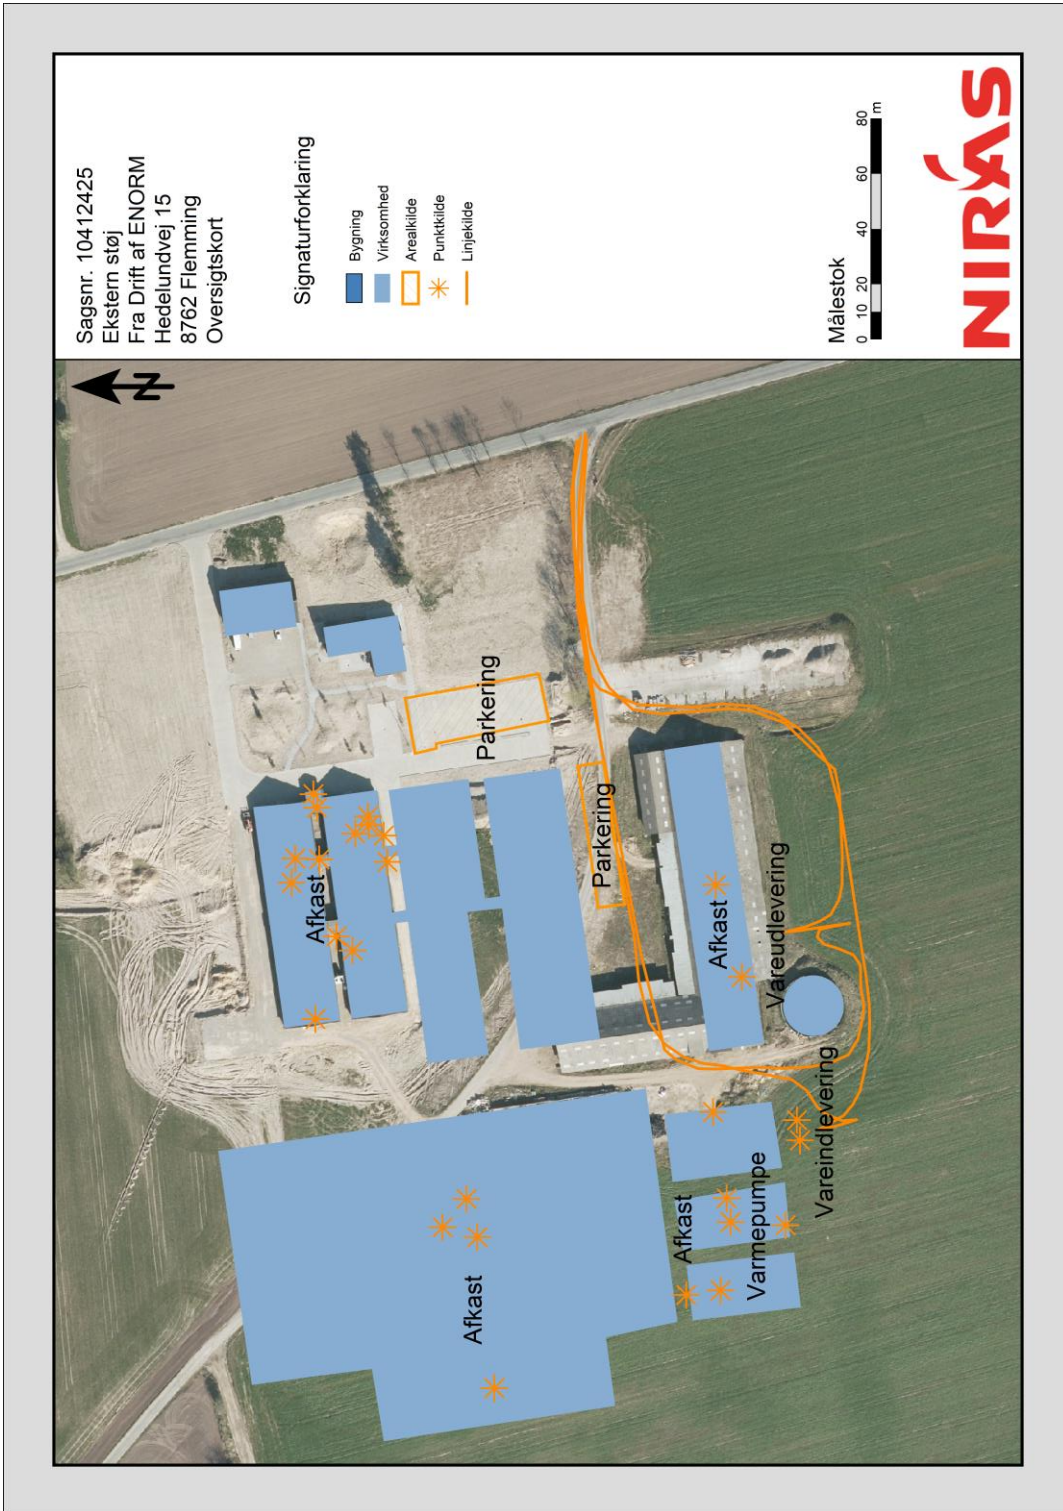 Sagsnr. 10412425
Ekstern støj
Fra Drift af ENORM
Hedelundvej 15
8762 Flemming
Oversigtskort
Signaturforklaring
Bygning
Virksomhed
Arealkilde
Punktkilde
Linjekilde
Målestok
0 10 20 40 60 80
m
NIRAS
N
Parkering
Parkering
Afkast
Afkast
Vareudlevering
Vareindlevering
Afkast
Varmepumpe
Afkast